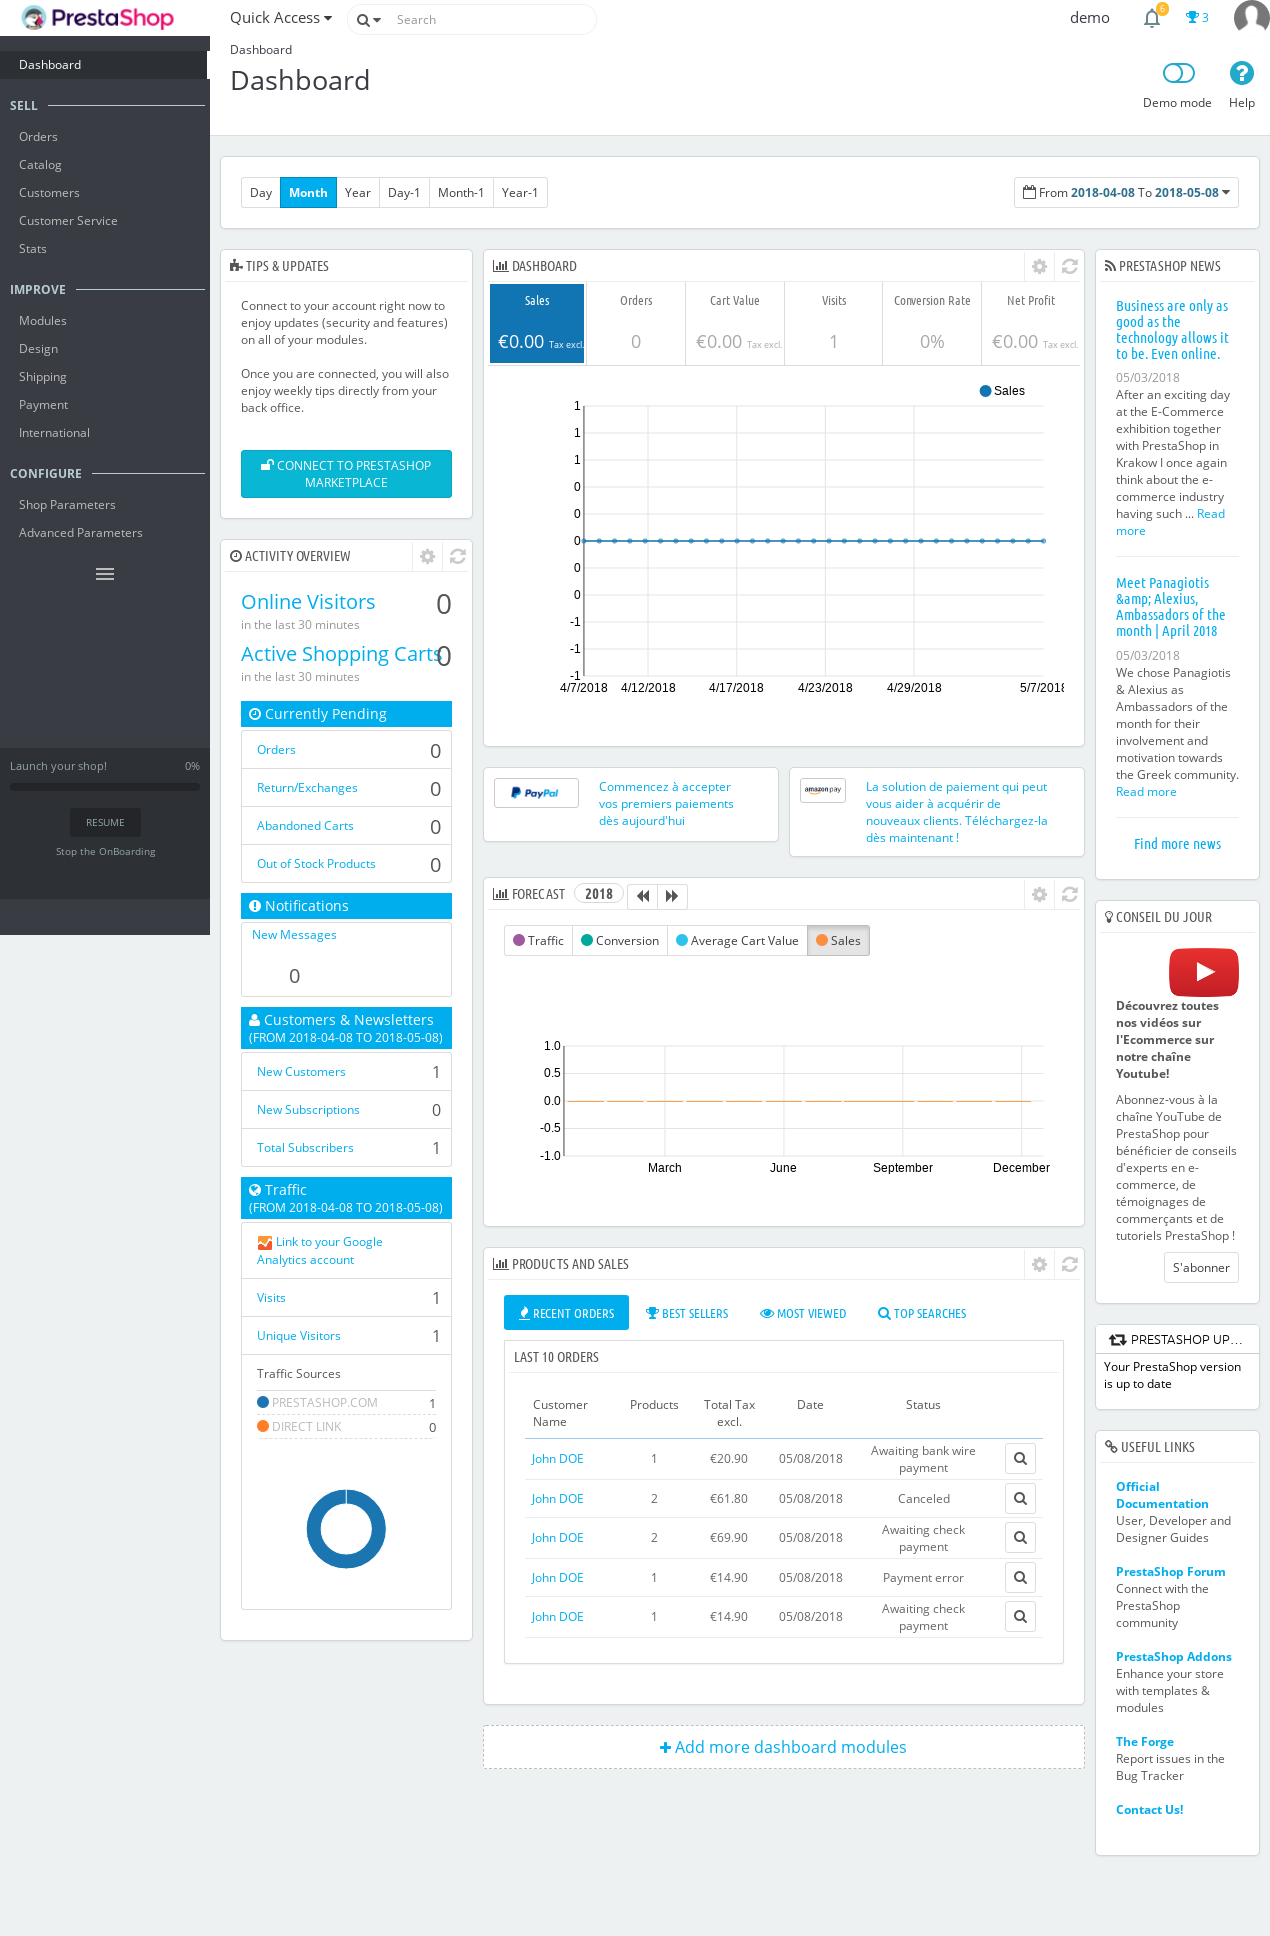 PrestaShop
Quick Access
Search
demo
6
3
Dashboard
Dashboard
Demo mode
Help
Dashboard
SELL
Orders
Catalog
Customers
Customer Service
Stats
IMPROVE
Modules
Design
Shipping
Payment
International
CONFIGURE
Shop Parameters
Advanced Parameters
Launch your shop! 0%
RESUME
Stop the OnBoarding
Day Month Year Day-1 Month-1 Year-1
From 2018-04-08 To 2018-05-08
TIPS & UPDATES
Connect to your account right now to
enjoy updates (security and features)
on all of your modules.
Once you are connected, you will also
enjoy weekly tips directly from your
back office.
CONNECT TO PRESTASHOP
MARKETPLACE
ACTIVITY OVERVIEW
Online Visitors 0
in the last 30 minutes
Active Shopping Carts 0
in the last 30 minutes
Currently Pending
Orders 0
Return/Exchanges 0
Abandoned Carts 0
Out of Stock Products 0
Notifications
New Messages
0
Customers & Newsletters
(FROM 2018-04-08 TO 2018-05-08)
New Customers 1
New Subscriptions 0
Total Subscribers 1
Traffic
(FROM 2018-04-08 TO 2018-05-08)
Link to your Google
Analytics account
Visits 1
Unique Visitors 1
Traffic Sources
PRESTASHOP.COM 1
DIRECT LINK 0
DASHBOARD
Sales Orders Cart Value Visits Conversion Rate Net Profit
€0.00 Tax excl. 0 €0.00 Tax excl. 1 0% €0.00 Tax excl.
Sales
1
1
1
0
0
0
0
0
-1
-1
-1
4/7/2018 4/12/2018 4/17/2018 4/23/2018 4/29/2018 5/7/2018
PayPal
Commencez à accepter
vos premiers paiements
dès aujourd'hui
amazon pay
La solution de paiement qui peut
vous aider à acquérir de
nouveaux clients. Téléchargez-la
dès maintenant !
FORECAST 2018
Traffic Conversion Average Cart Value Sales
1.0
0.5
0.0
-0.5
-1.0
March June September December
PRODUCTS AND SALES
RECENT ORDERS BEST SELLERS MOST VIEWED TOP SEARCHES
LAST 10 ORDERS
Customer Products Total Tax Date Status
Name excl.
John DOE 1 €20.90 05/08/2018 Awaiting bank wire
payment
John DOE 2 €61.80 05/08/2018 Canceled
John DOE 2 €69.90 05/08/2018 Awaiting check
payment
John DOE 1 €14.90 05/08/2018 Payment error
John DOE 1 €14.90 05/08/2018 Awaiting check
payment
Add more dashboard modules
PRESTASHOP NEWS
Business are only as
good as the
technology allows it
to be. Even online.
05/03/2018
After an exciting day
at the E-Commerce
exhibition together
with PrestaShop in
Krakow I once again
think about the e-
commerce industry
having such ... Read
more
Meet Panagiotis
&amp; Alexius,
Ambassadors of the
month | April 2018
05/03/2018
We chose Panagiotis
& Alexius as
Ambassadors of the
month for their
involvement and
motivation towards
the Greek community.
Read more
Find more news
CONSEIL DU JOUR
Découvrez toutes
nos vidéos sur
l'Ecommerce sur
notre chaîne
Youtube!
Abonnez-vous à la
chaîne YouTube de
PrestaShop pour
bénéficier de conseils
d'experts en e-
commerce, de
témoignages de
commerçants et de
tutoriels PrestaShop !
S'abonner
PRESTASHOP UP...
Your PrestaShop version
is up to date
USEFUL LINKS
Official
Documentation
User, Developer and
Designer Guides
PrestaShop Forum
Connect with the
PrestaShop
community
PrestaShop Addons
Enhance your store
with templates &
modules
The Forge
Report issues in the
Bug Tracker
Contact Us!